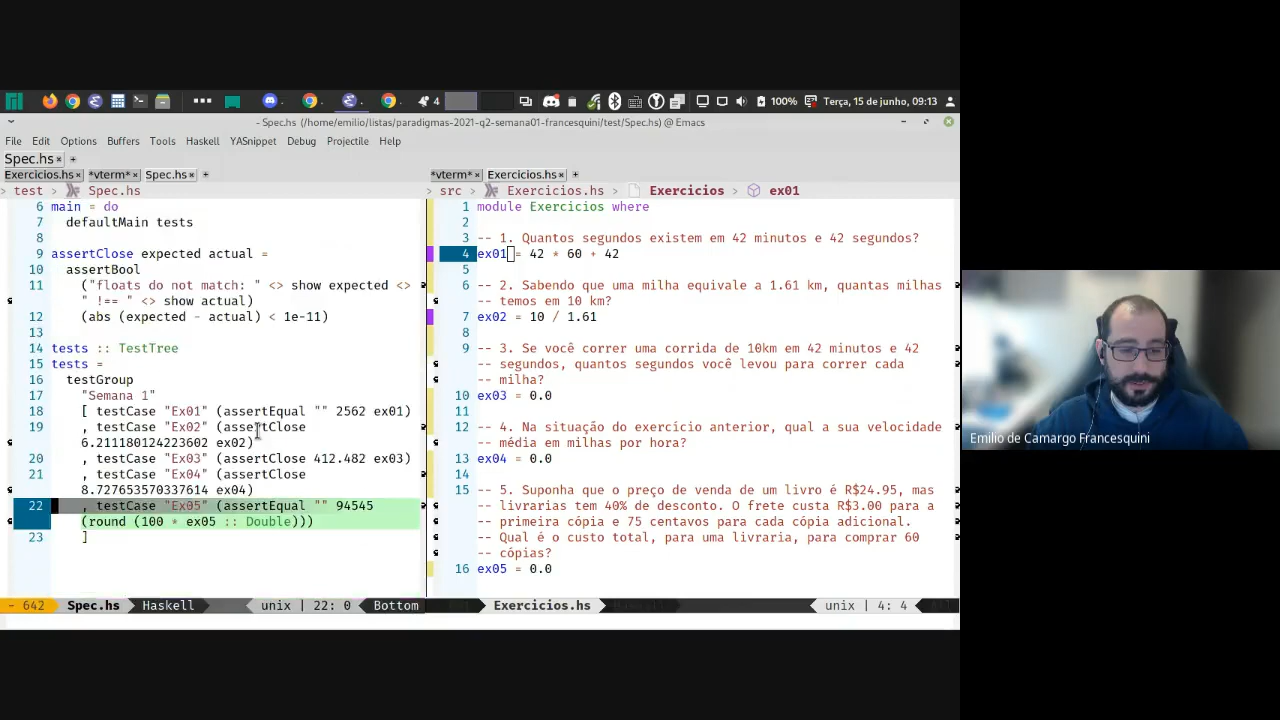 4
100%
Terça, 15 de junho, 09:13
- Spec.hs (/home/emilio/listas/paradigmas-2021-q2-semana01-francesquini/test/Spec.hs) @ Emacs
File Edit Options Buffers Tools Haskell YASnippet Debug Projectile Help
Spec.hs × +
Exercicios.hs × *vterm* × Spec.hs × +
> test > Spec.hs
6 main = do
7 defaultMain tests
8
9 assertClose expected actual =
10 assertBool
11 ("floats do not match: " <> show expected <>
" !== " <> show actual)
12 (abs (expected - actual) < 1e-11)
13
14 tests :: TestTree
15 tests =
16 testGroup
17 "Semana 1"
18 [ testCase "Ex01" (assertEqual "" 2562 ex01)
19 , testCase "Ex02" (assertClose
6.211180124223602 ex02)
20 , testCase "Ex03" (assertClose 412.482 ex03)
21 , testCase "Ex04" (assertClose
8.727653570337614 ex04)
22 , testCase "Ex05" (assertEqual "" 94545
(round (100 * ex05 :: Double)))
23 ]
- 642 Spec.hs Haskell unix | 22: 0 Bottom
*vterm* × Exercicios.hs × +
> src > Exercicios.hs > Exercicios > ex01
1 module Exercicios where
2
3 -- 1. Quantos segundos existem em 42 minutos e 42 segundos?
4 ex01 = 42 * 60 + 42
5
6 -- 2. Sabendo que uma milha equivale a 1.61 km, quantas milhas
-- temos em 10 km?
7 ex02 = 10 / 1.61
8
9 -- 3. Se você correr uma corrida de 10km em 42 minutos e 42
-- segundos, quantos segundos você levou para correr cada
-- milha?
10 ex03 = 0.0
11
12 -- 4. Na situação do exercício anterior, qual a sua velocidade
-- média em milhas por hora?
13 ex04 = 0.0
14
15 -- 5. Suponha que o preço de venda de um livro é R$24.95, mas
-- livrarias tem 40% de desconto. O frete custa R$3.00 para a
-- primeira cópia e 75 centavos para cada cópia adicional.
-- Qual é o custo total, para uma livraria, para comprar 60
-- cópias?
16 ex05 = 0.0
Exercicios.hs unix | 4: 4
Emilio de Camargo Francesquini